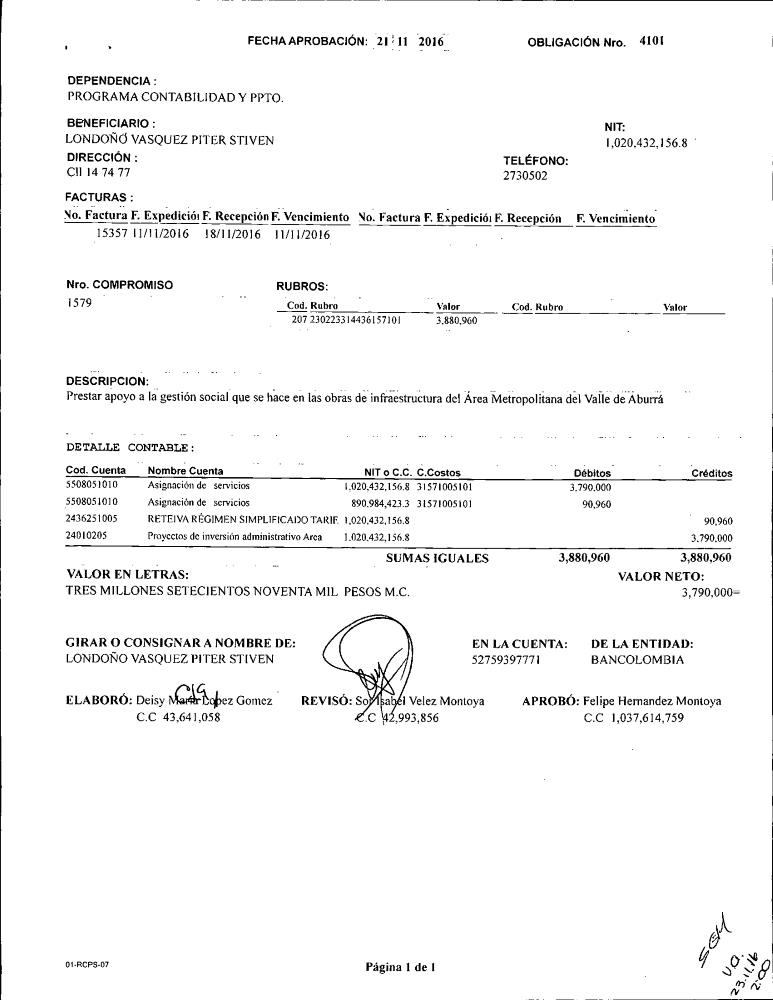 FECHA APROBACIÓN: 21 11 2016 OBLIGACIÓN Nro. 4101
DEPENDENCIA :
PROGRAMA CONTABILIDAD Y PPTO.
BENEFICIARIO : NIT:
LONDOÑO VASQUEZ PITER STIVEN 1,020,432,156.8
DIRECCIÓN : TELÉFONO:
Cll 14 74 77 2730502
FACTURAS :
No. Factura F. Expedición F. Recepción F. Vencimiento No. Factura F. Expedición F. Recepción F. Vencimiento
15357 11/11/2016 18/11/2016 11/11/2016
Nro. COMPROMISO RUBROS:
1579 Cod. Rubro Valor Cod. Rubro Valor
207 230223314436157101 3,880,960
DESCRIPCION:
Prestar apoyo a la gestión social que se hace en las obras de infraestructura del Área Metropolitana del Valle de Aburrá
DETALLE CONTABLE :
Cod. Cuenta Nombre Cuenta NIT o C.C. C.Costos Débitos Créditos
5508051010 Asignación de servicios 1,020,432,156.8 31571005101 3,790,000
5508051010 Asignación de servicios 890,984,423.3 31571005101 90,960
2436251005 RETEIVA RÉGIMEN SIMPLIFICADO TARIF. 1,020,432,156.8 90,960
24010205 Proyectos de inversión administrativo Area 1,020,432,156.8 3,790,000
SUMAS IGUALES 3,880,960 3,880,960
VALOR EN LETRAS: VALOR NETO:
TRES MILLONES SETECIENTOS NOVENTA MIL PESOS M.C. 3,790,000=
GIRAR O CONSIGNAR A NOMBRE DE: EN LA CUENTA: DE LA ENTIDAD:
LONDOÑO VASQUEZ PITER STIVEN 52759397771 BANCOLOMBIA
ELABORÓ: Deisy Maria Lopez Gomez REVISÓ: Sol Isabel Velez Montoya APROBÓ: Felipe Hernandez Montoya
C.C 43,641,058 C.C 42,993,856 C.C 1,037,614,759
23.11.16
2:00
01-RCPS-07 Página 1 de 1